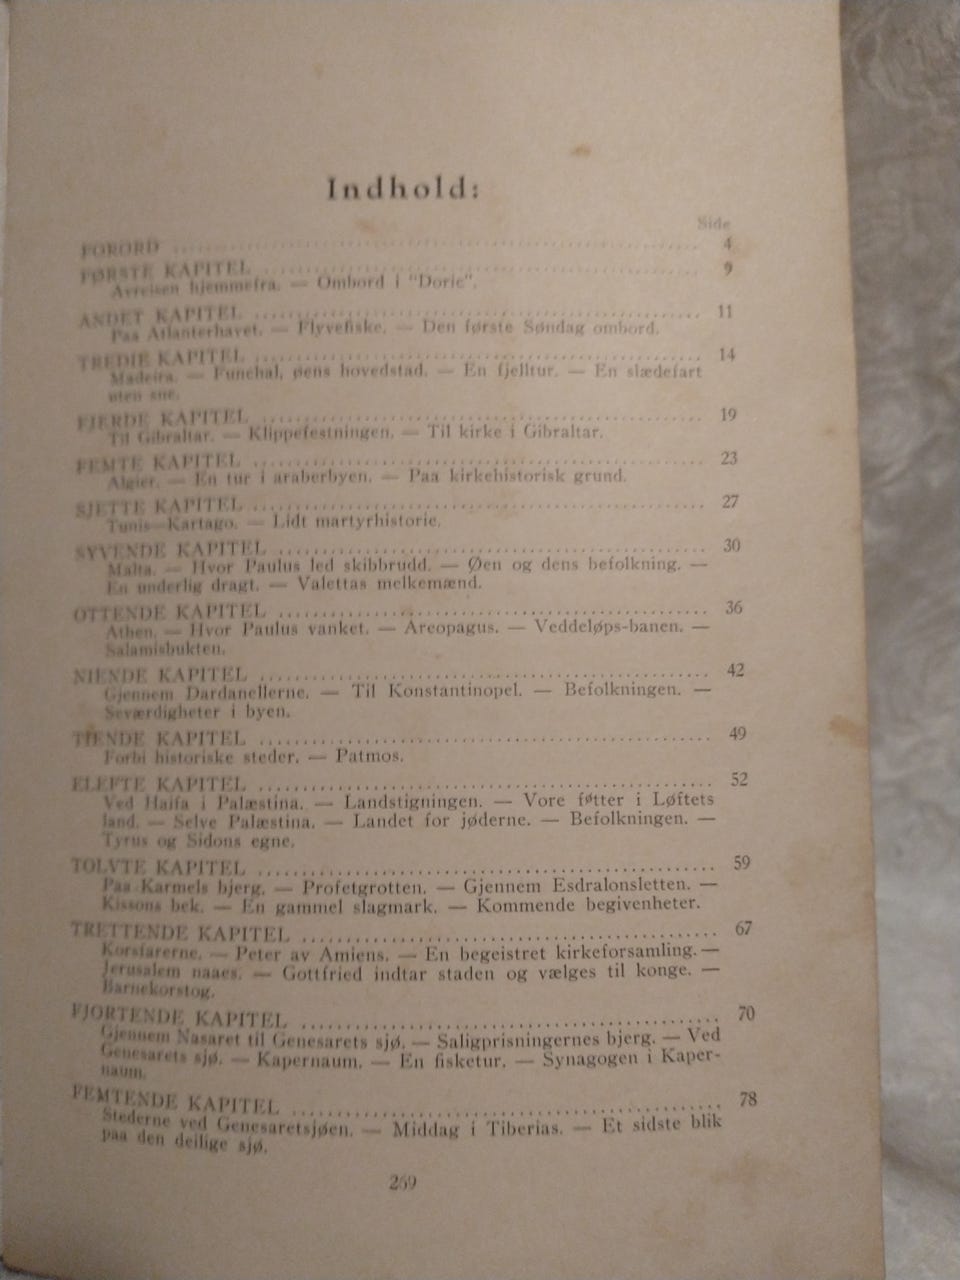 Indhold:
Side
FORORD ........................................ 4
FØRSTE KAPITEL ........................................ 9
Avreisen hjemmefra. — Ombord i "Doric".
ANDET KAPITEL ........................................ 11
Paa Atlanterhavet. — Flyvefiske. — Den første Søndag ombord.
TREDIE KAPITEL ........................................ 14
Madeira. — Funchal, øens hovedstad. — En fjelltur. — En slædefart
uten sne.
FJERDE KAPITEL ........................................ 19
Til Gibraltar. — Klippefestningen. — Til kirke i Gibraltar.
FEMTE KAPITEL ........................................ 23
Algier. — En tur i araberbyen. — Paa kirkehistorisk grund.
SJETTE KAPITEL ........................................ 27
Tunis—Kartago. — Lidt martyrhistorie.
SYVENDE KAPITEL ........................................ 30
Malta. — Hvor Paulus led skibbrudd. — Øen og dens befolkning. —
En underlig dragt. — Valettas melkemænd.
OTTENDE KAPITEL ........................................ 36
Athen. — Hvor Paulus vanket. — Areopagus. — Veddeløps-banen. —
Salamisbukten.
NIENDE KAPITEL ........................................ 42
Gjennem Dardanellerne. — Til Konstantinopel. — Befolkningen. —
Seværdigheter i byen.
TIENDE KAPITEL ........................................ 49
Forbi historiske steder. — Patmos.
ELEFTE KAPITEL ........................................ 52
Ved Haifa i Palæstina. — Landstigningen. — Vore føtter i Løftets
land. — Selve Palæstina. — Landet for jøderne. — Befolkningen. —
Tyrus og Sidons egne.
TOLVTE KAPITEL ........................................ 59
Paa Karmels bjerg. — Profetgrotten. — Gjennem Esdralonsletten. —
Kissons bek. — En gammel slagmark. — Kommende begivenheter.
TRETTENDE KAPITEL ........................................ 67
Korsfarerne. — Peter av Amiens. — En begeistret kirkeforsamling. —
Jerusalem naaes. — Gottfried indtar staden og vælges til konge. —
Barnekorstog.
FJORTENDE KAPITEL ........................................ 70
Gjennem Nasaret til Genesarets sjø. — Saligprisningernes bjerg. — Ved
Genesarets sjø. — Kapernaum. — En fisketur. — Synagogen i Kaper-
naum.
FEMTENDE KAPITEL ........................................ 78
Stederne ved Genesaretsjøen. — Middag i Tiberias. — Et sidste blik
paa den deilige sjø.
269